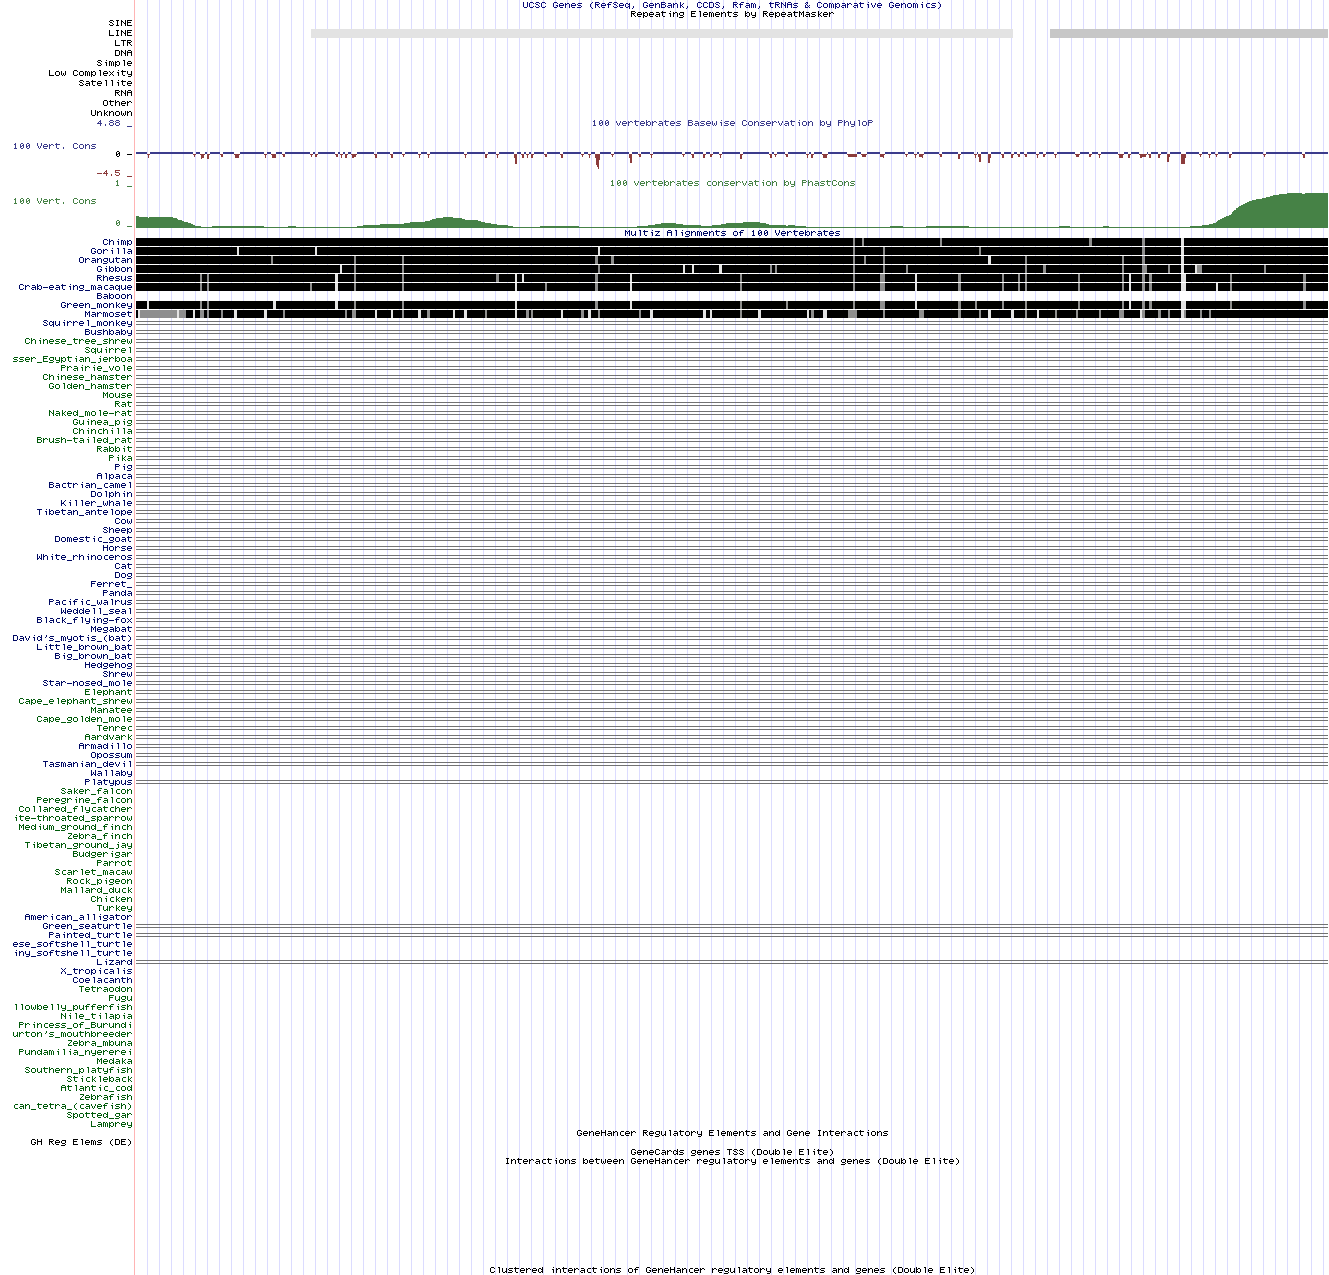 UCSC Genes (RefSeq, GenBank, CCDS, Rfam, tRNAs & Comparative Genomics)
Repeating Elements by RepeatMasker
SINE
LINE
LTR
DNA
Simple
Low Complexity
Satellite
RNA
Other
Unknown
4.88 _
100 vertebrates Basewise Conservation by PhyloP
100 Vert. Cons
0 _
-4.5 _
1 _
100 vertebrates conservation by PhastCons
100 Vert. Cons
0 _
Multiz Alignments of 100 Vertebrates
Chimp
Gorilla
Orangutan
Gibbon
Rhesus
Crab-eating_macaque
Baboon
Green_monkey
Marmoset
Squirrel_monkey
Bushbaby
Chinese_tree_shrew
Squirrel
sser_Egyptian_jerboa
Prairie_vole
Chinese_hamster
Golden_hamster
Mouse
Rat
Naked_mole-rat
Guinea_pig
Chinchilla
Brush-tailed_rat
Rabbit
Pika
Pig
Alpaca
Bactrian_camel
Dolphin
Killer_whale
Tibetan_antelope
Cow
Sheep
Domestic_goat
Horse
White_rhinoceros
Cat
Dog
Ferret_
Panda
Pacific_walrus
Weddell_seal
Black_flying-fox
Megabat
David's_myotis_(bat)
Little_brown_bat
Big_brown_bat
Hedgehog
Shrew
Star-nosed_mole
Elephant
Cape_elephant_shrew
Manatee
Cape_golden_mole
Tenrec
Aardvark
Armadillo
Opossum
Tasmanian_devil
Wallaby
Platypus
Saker_falcon
Peregrine_falcon
Collared_flycatcher
ite-throated_sparrow
Medium_ground_finch
Zebra_finch
Tibetan_ground_jay
Budgerigar
Parrot
Scarlet_macaw
Rock_pigeon
Mallard_duck
Chicken
Turkey
American_alligator
Green_seaturtle
Painted_turtle
ese_softshell_turtle
iny_softshell_turtle
Lizard
X_tropicalis
Coelacanth
Tetraodon
Fugu
llowbelly_pufferfish
Nile_tilapia
Princess_of_Burundi
urton's_mouthbreeder
Zebra_mbuna
Pundamilia_nyererei
Medaka
Southern_platyfish
Stickleback
Atlantic_cod
Zebrafish
can_tetra_(cavefish)
Spotted_gar
Lamprey
GeneHancer Regulatory Elements and Gene Interactions
GH Reg Elems (DE)
GeneCards genes TSS (Double Elite)
Interactions between GeneHancer regulatory elements and genes (Double Elite)
Clustered interactions of GeneHancer regulatory elements and genes (Double Elite)